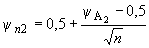 ψ n2 = 0,5 + (ψ A2 − 0,5) / √n